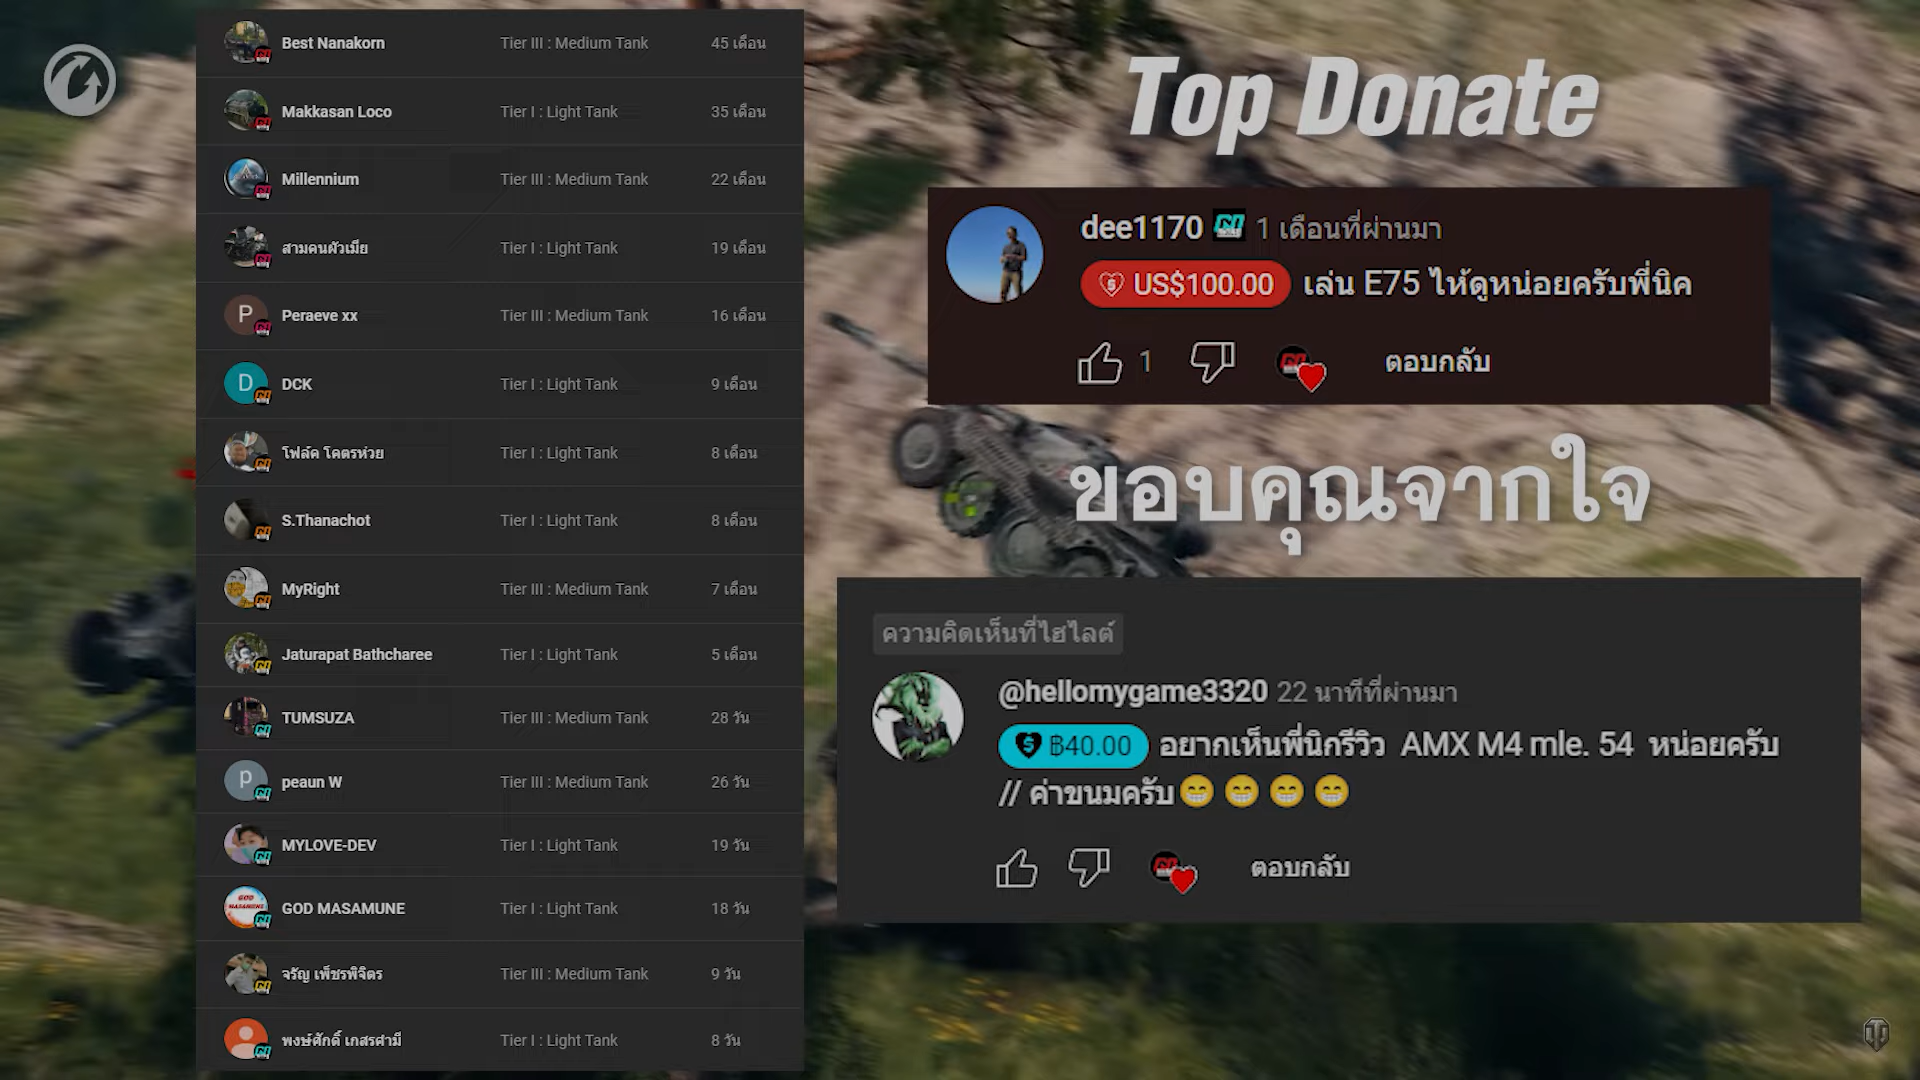 Best Nanakorn Tier III : Medium Tank 45 เดือน
Makkasan Loco Tier I : Light Tank 35 เดือน
Millennium Tier III : Medium Tank 22 เดือน
สามคนผัวเมีย Tier I : Light Tank 19 เดือน
P Peraeve xx Tier III : Medium Tank 16 เดือน
D DCK Tier I : Light Tank 9 เดือน
โฟล์ค โคตรห่วย Tier I : Light Tank 8 เดือน
S.Thanachot Tier I : Light Tank 8 เดือน
MyRight Tier III : Medium Tank 7 เดือน
Jaturapat Bathcharee Tier I : Light Tank 5 เดือน
TUMSUZA Tier III : Medium Tank 28 วัน
p peaun W Tier III : Medium Tank 26 วัน
MYLOVE-DEV Tier I : Light Tank 19 วัน
GOD MASAMUNE Tier I : Light Tank 18 วัน
จรัญ เพ็ชรพิจิตร Tier III : Medium Tank 9 วัน
พงษ์ศักดิ์ เกสรศามี Tier I : Light Tank 8 วัน
Top Donate
dee1170 1 เดือนที่ผ่านมา
US$100.00 เล่น E75 ไห้ดูหน่อยครับพี่นิค
1 ตอบกลับ
ขอบคุณจากใจ
ความคิดเห็นที่ไฮไลต์
@hellomygame3320 22 นาทีที่ผ่านมา
฿40.00 อยากเห็นพี่นิกรีวิว AMX M4 mle. 54 หน่อยครับ
// ค่าขนมครับ😁😁😁😁
ตอบกลับ